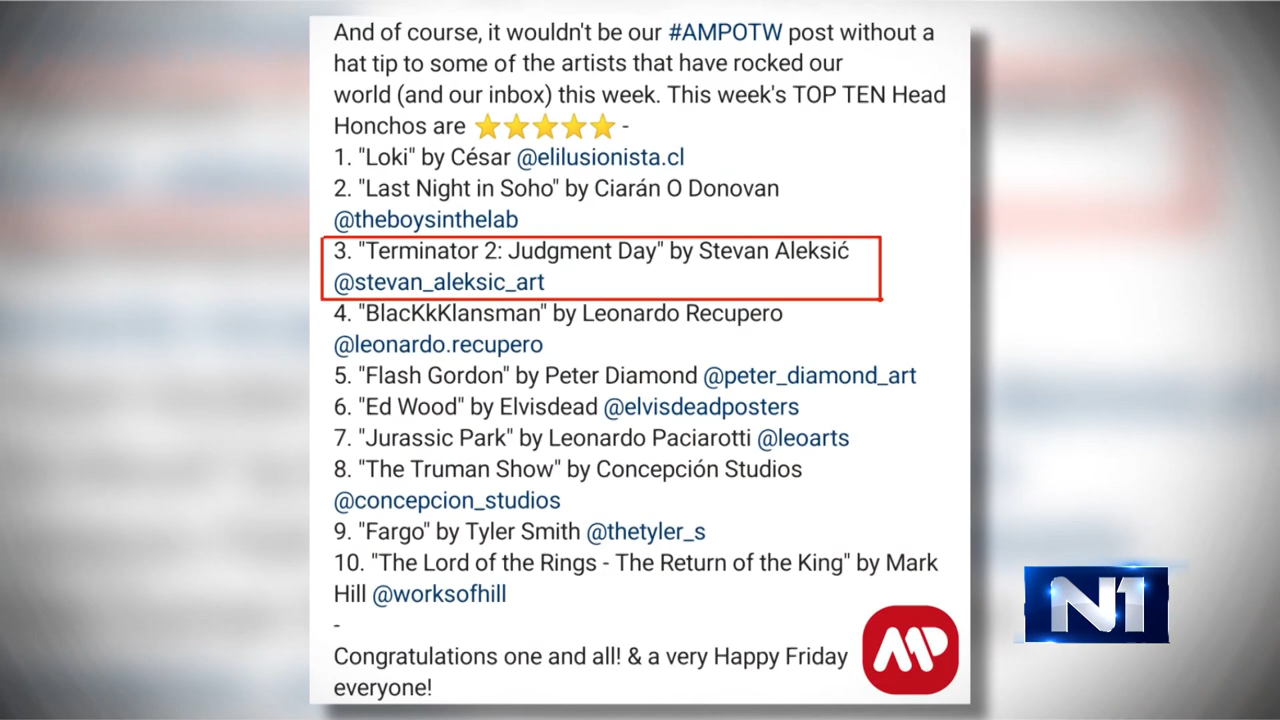 And of course, it wouldn't be our #AMPOTW post without a
hat tip to some of the artists that have rocked our
world (and our inbox) this week. This week's TOP TEN Head
Honchos are ⭐⭐⭐⭐⭐ -
1. "Loki" by César @elilusionista.cl
2. "Last Night in Soho" by Ciarán O Donovan
@theboysinthelab
3. "Terminator 2: Judgment Day" by Stevan Aleksić
@stevan_aleksic_art
4. "BlacKkKlansman" by Leonardo Recupero
@leonardo.recupero
5. "Flash Gordon" by Peter Diamond @peter_diamond_art
6. "Ed Wood" by Elvisdead @elvisdeadposters
7. "Jurassic Park" by Leonardo Paciarotti @leoarts
8. "The Truman Show" by Concepción Studios
@concepcion_studios
9. "Fargo" by Tyler Smith @thetyler_s
10. "The Lord of the Rings - The Return of the King" by Mark
Hill @worksofhill
-
Congratulations one and all! & a very Happy Friday
everyone!
AMP
N1